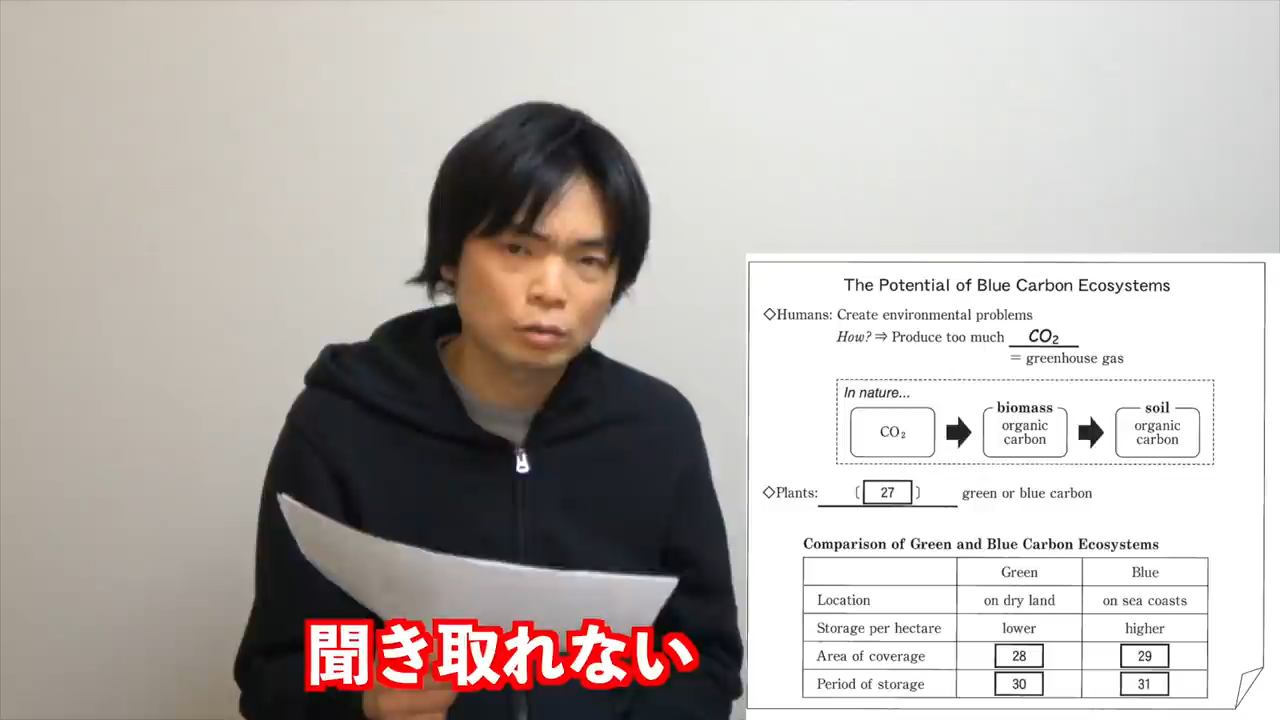 The Potential of Blue Carbon Ecosystems
◇Humans: Create environmental problems
How? ⇒ Produce too much CO₂
= greenhouse gas
In nature...
CO₂
biomass
organic
carbon
soil
organic
carbon
◇Plants: 〔 27 〕 green or blue carbon
Comparison of Green and Blue Carbon Ecosystems
Green Blue
Location on dry land on sea coasts
Storage per hectare lower higher
Area of coverage 28 29
Period of storage 30 31
聞き取れない